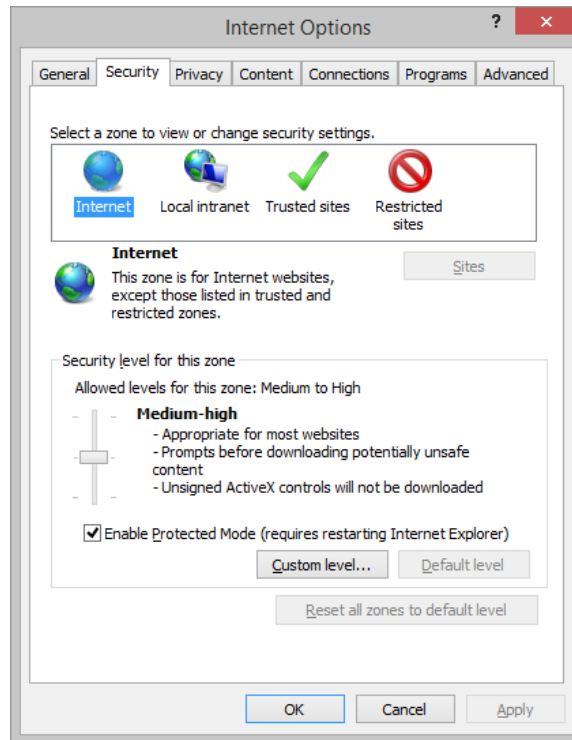 Internet Options
?
General Security Privacy Content Connections Programs Advanced
Select a zone to view or change security settings.
Internet Local intranet Trusted sites Restricted
sites
Internet
Sites
This zone is for Internet websites,
except those listed in trusted and
restricted zones.
Security level for this zone
Allowed levels for this zone: Medium to High
Medium-high
- Appropriate for most websites
- Prompts before downloading potentially unsafe
content
- Unsigned ActiveX controls will not be downloaded
Enable Protected Mode (requires restarting Internet Explorer)
Custom level... Default level
Reset all zones to default level
OK Cancel Apply